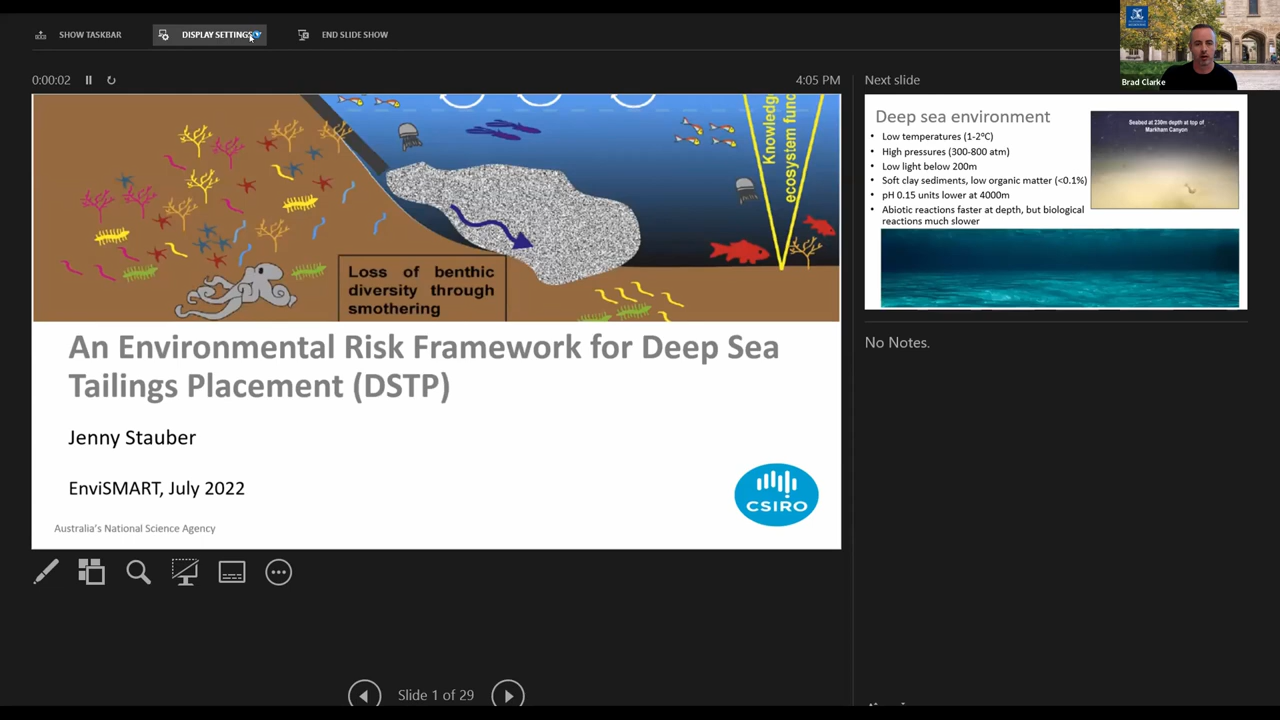 SHOW TASKBAR
DISPLAY SETTINGS
END SLIDE SHOW
Brad Clarke
0:00:02
4:05 PM
Next slide
Knowledg
ecosystem func
Loss of benthic
diversity through
smothering
An Environmental Risk Framework for Deep Sea
Tailings Placement (DSTP)
Jenny Stauber
EnviSMART, July 2022
CSIRO
Australia's National Science Agency
Deep sea environment
• Low temperatures (1-2°C)
• High pressures (300-800 atm)
• Low light below 200m
• Soft clay sediments, low organic matter (<0.1%)
• pH 0.15 units lower at 4000m
• Abiotic reactions faster at depth, but biological
reactions much slower
Seabed at 230m depth at top of
Markham Canyon
No Notes.
Slide 1 of 29